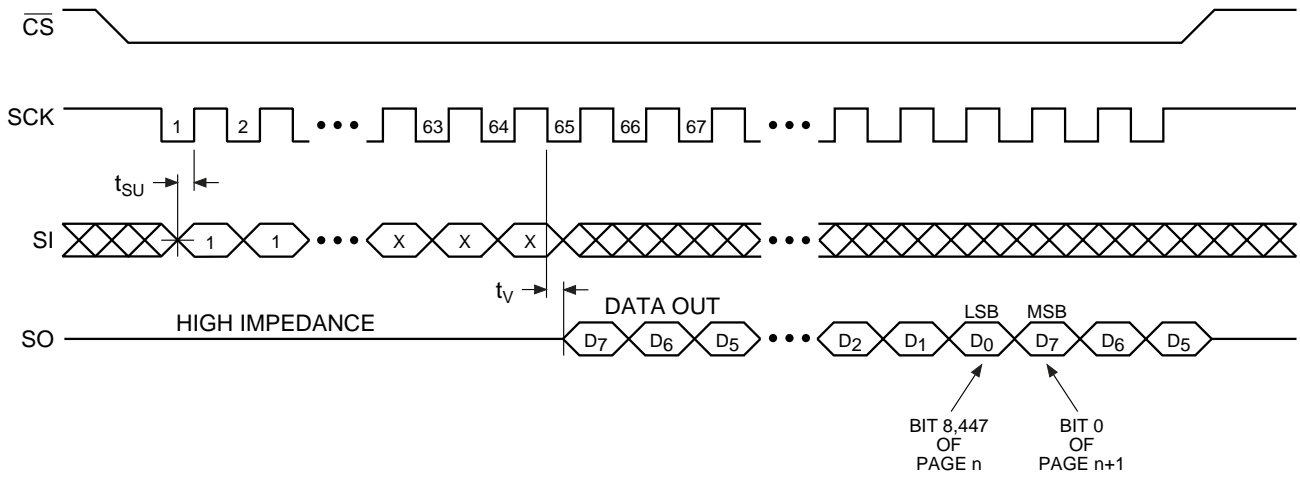 CS
SCK 1 2 ••• 63 64 65 66 67 •••
tSU
SI 1 1 ••• X X X •••
tV DATA OUT
HIGH IMPEDANCE
LSB MSB
SO D7 D6 D5 ••• D2 D1 D0 D7 D6 D5
BIT 8,447
OF
PAGE n
BIT 0
OF
PAGE n+1